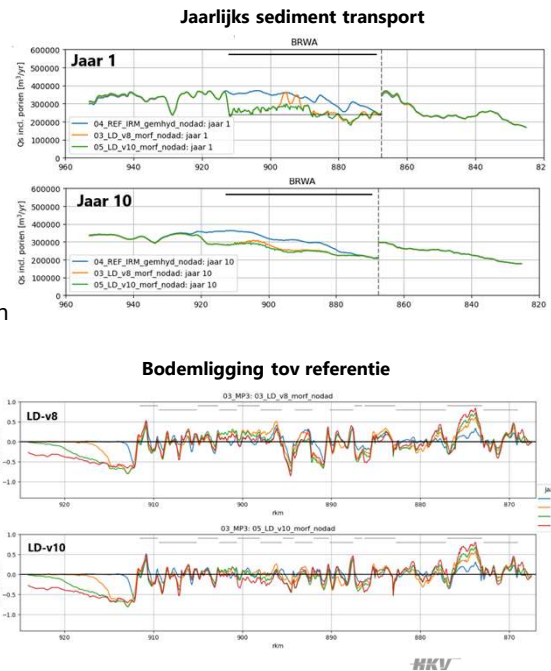 Jaarlijks sediment transport
BRWA
Jaar 1
Qs incl. poriën [m³/yr]
600000
500000
400000
300000
200000
100000
0
04_REF_IRM_gemhyd_nodad: jaar 1
03_LD_v8_morf_nodad: jaar 1
05_LD_v10_morf_nodad: jaar 1
960 940 920 900 880 860 840 82
BRWA
Jaar 10
Qs incl. poriën [m³/yr]
600000
500000
400000
300000
200000
100000
0
04_REF_IRM_gemhyd_nodad: jaar 10
03_LD_v8_morf_nodad: jaar 10
05_LD_v10_morf_nodad: jaar 10
960 940 920 900 880 860 840 820
n
Bodemligging tov referentie
03_MP3: 03_LD_v8_morf_nodad
LD-v8
1.0
0.5
0.0
−0.5
−1.0
920 910 900 890 880 870
rkm
ja
03_MP3: 05_LD_v10_morf_nodad
LD-v10
1.0
0.5
0.0
−0.5
−1.0
920 910 900 890 880 870
rkm
HKV